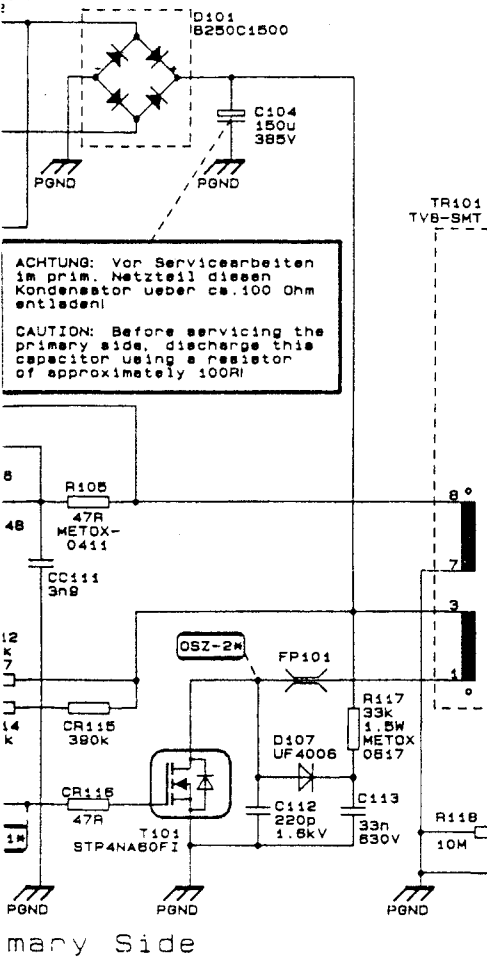 D101
B250C1500
-
+
C104
150u
385V
PGND
PGND
TR101
TVB-SMT
ACHTUNG: Vor Servicearbeiten
im prim. Netzteil diesen
Kondensator ueber ca.100 Ohm
entladen!
CAUTION: Before servicing the
primary side, discharge this
capacitor using a resistor
of approximately 100R!
R105
47R
METOX-
0411
8
48
8
7
CC111
3n9
3
12
k
7
OSZ-2*
FP101
1
14
k
CR115
390k
R117
33k
1.5W
METOX
0617
D107
UF4006
CR116
47R
C112
220p
1.6kV
C113
33n
630V
1*
T101
STP4NA60FI
R118
10M
PGND
PGND
PGND
mary Side